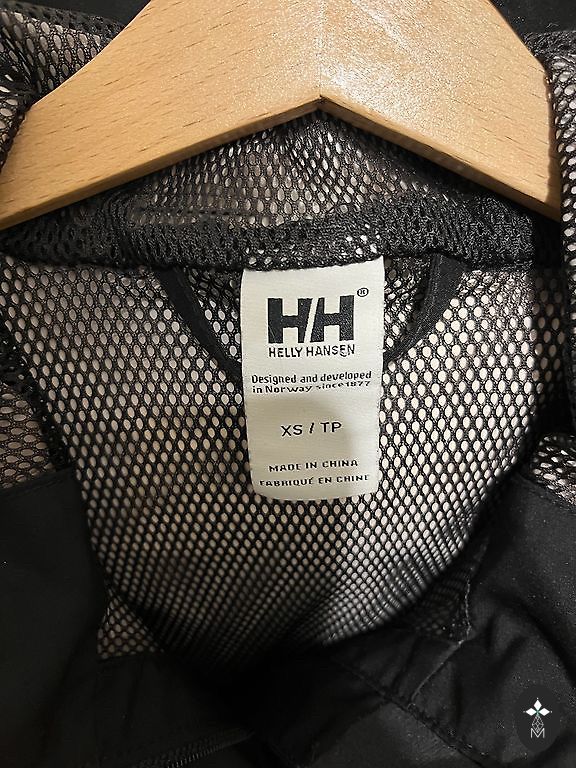 HH®
HELLY HANSEN
Designed and developed
in Norway since 1877
XS / TP
MADE IN CHINA
FABRIQUÉ EN CHINE
M